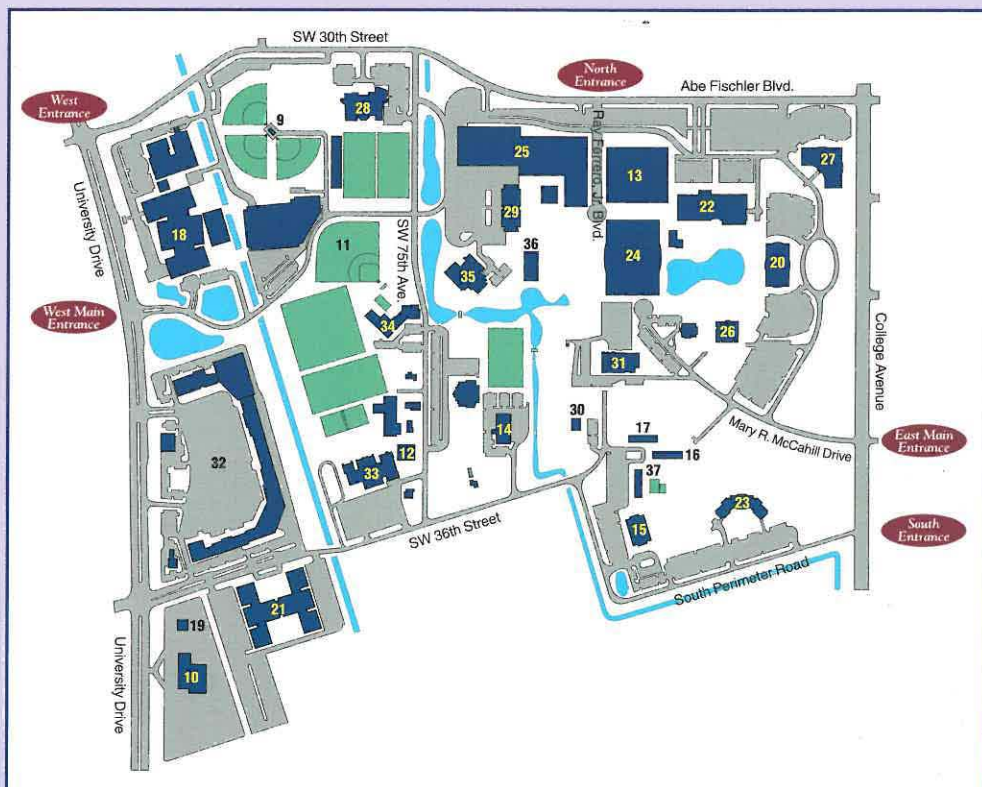 SW 30th Street
North
Entrance
Abe Fischler Blvd.
West
Entrance
9
28
25
Ray Ferrero, Jr. Blvd.
13
27
22
University Drive
18
29
11
SW 75th Ave.
36
24
20
35
West Main
Entrance
34
26
31
College Avenue
14
30
17
Mary R. McCahill Drive
East Main
Entrance
12
16
32
33
37
23
South
Entrance
15
SW 36th Street
South Perimeter Road
21
19
10
University Drive